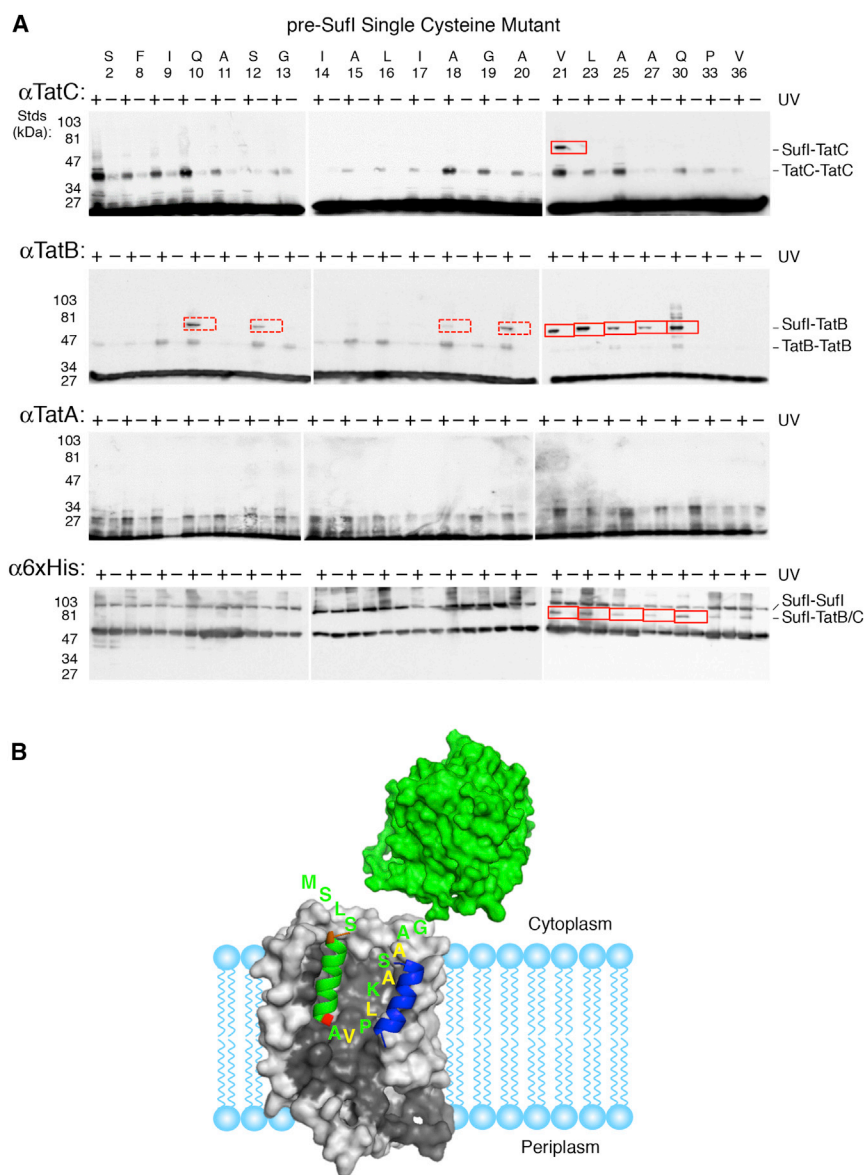 A
pre-SufI Single Cysteine Mutant
S F I Q A S G I A L I A G A V L A A Q P V
2 8 9 10 11 12 13 14 15 16 17 18 19 20 21 23 25 27 30 33 36
αTatC: + − + − + − + − + − + − + − + − + − + − + − + − + − + − + − + − + − + − + − + − + − UV
Stds
(kDa):
103
81
47
34
27
SufI-TatC
TatC-TatC
αTatB: + − + − + − + − + − + − + − + − + − + − + − + − + − + − + − + − + − + − + − + − + − UV
103
81
47
34
27
SufI-TatB
TatB-TatB
αTatA: + − + − + − + − + − + − + − + − + − + − + − + − + − + − + − + − + − + − + − + − + − UV
103
81
34
27
α6xHis: + − + − + − + − + − + − + − + − + − + − + − + − + − + − + − + − + − + − + − + − + − UV
103
81
47
34
27
SufI-SufI
SufI-TatB/C
B
M
S
L
S
G
A
A
S
A
K
L
P
V
A
Cytoplasm
Periplasm